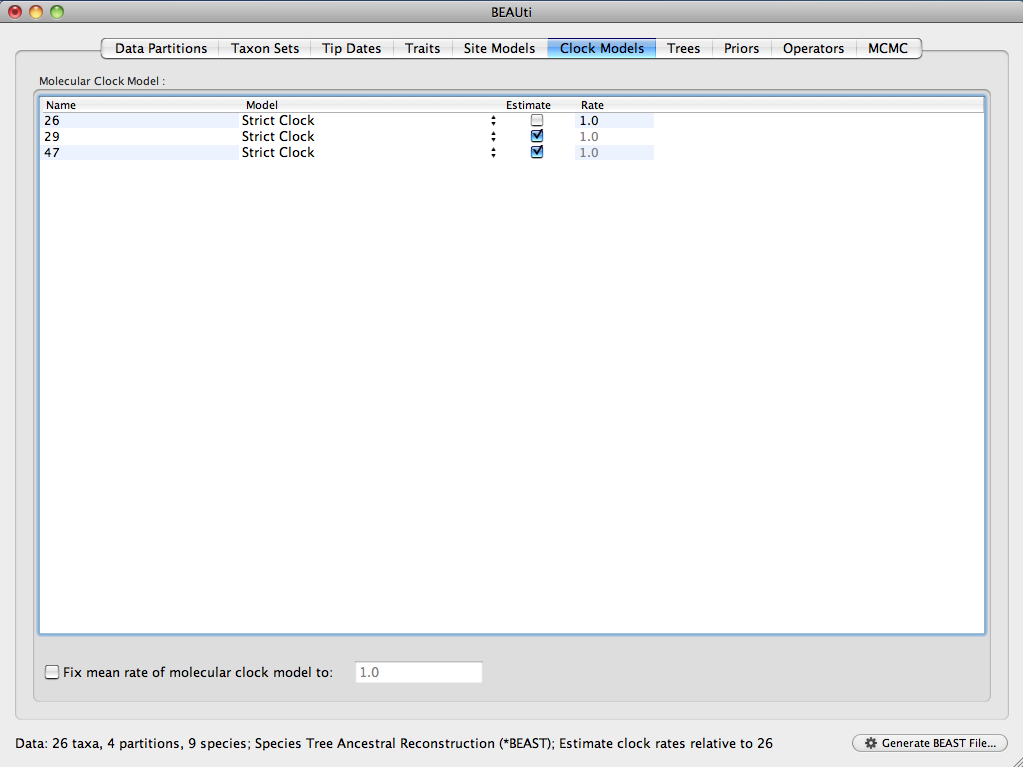 BEAUti
Data Partitions Taxon Sets Tip Dates Traits Site Models Clock Models Trees Priors Operators MCMC
Molecular Clock Model :
Name Model Estimate Rate
26 Strict Clock 1.0
29 Strict Clock 1.0
47 Strict Clock 1.0
Fix mean rate of molecular clock model to: 1.0
Data: 26 taxa, 4 partitions, 9 species; Species Tree Ancestral Reconstruction (*BEAST); Estimate clock rates relative to 26 Generate BEAST File...